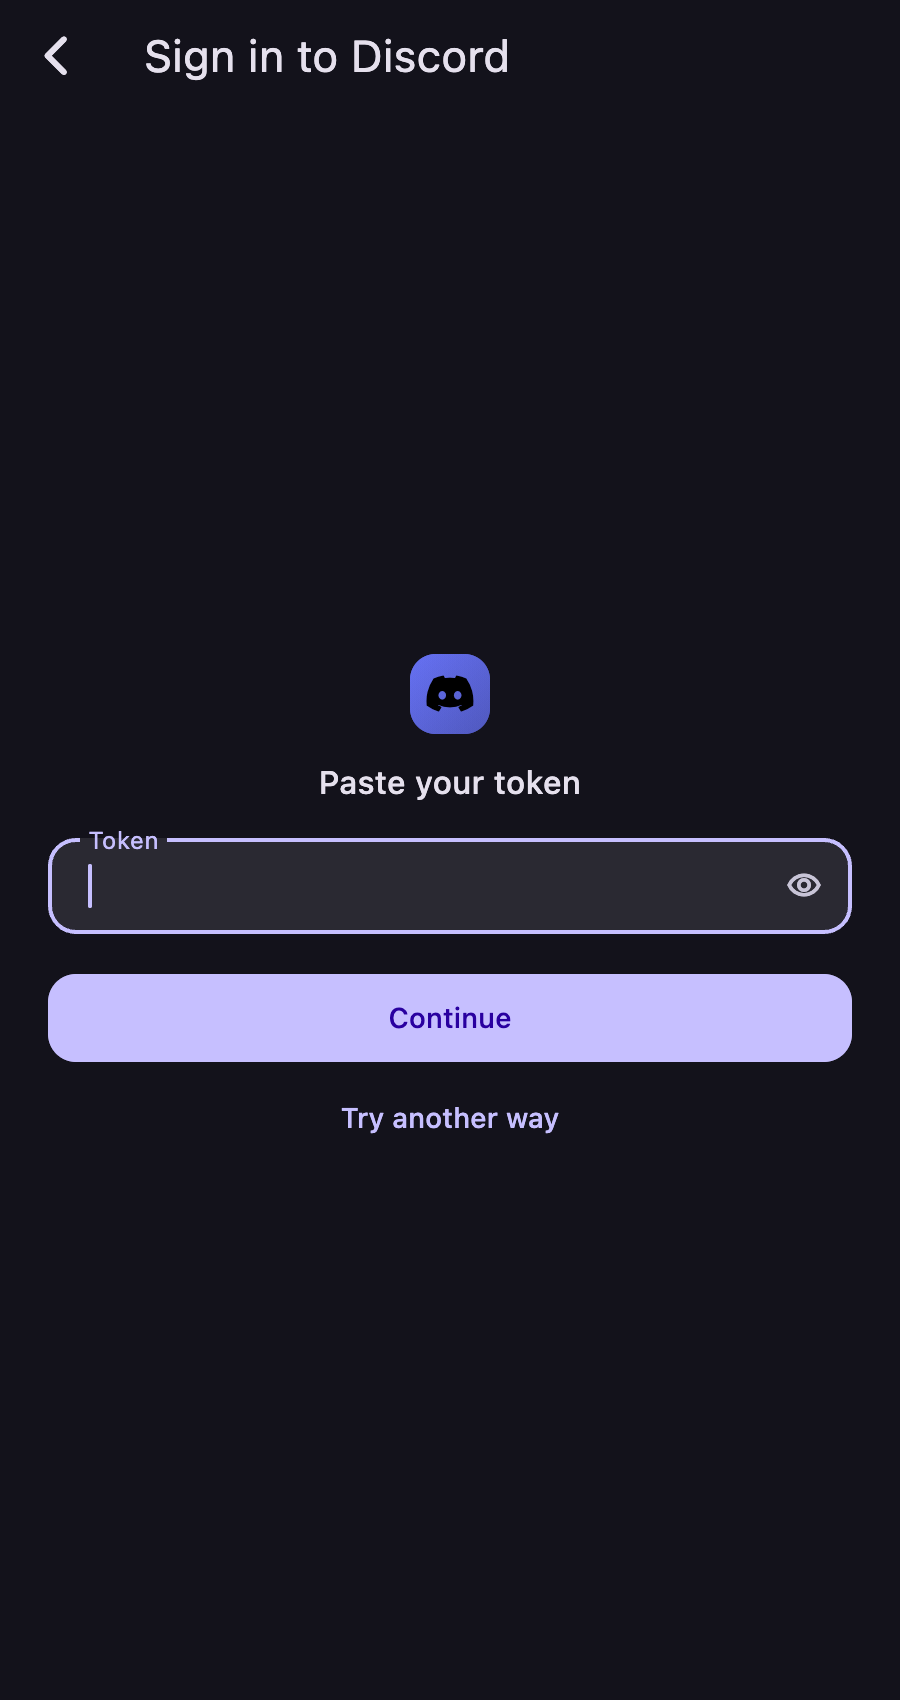 Sign in to Discord
Paste your token
Token
Continue
Try another way